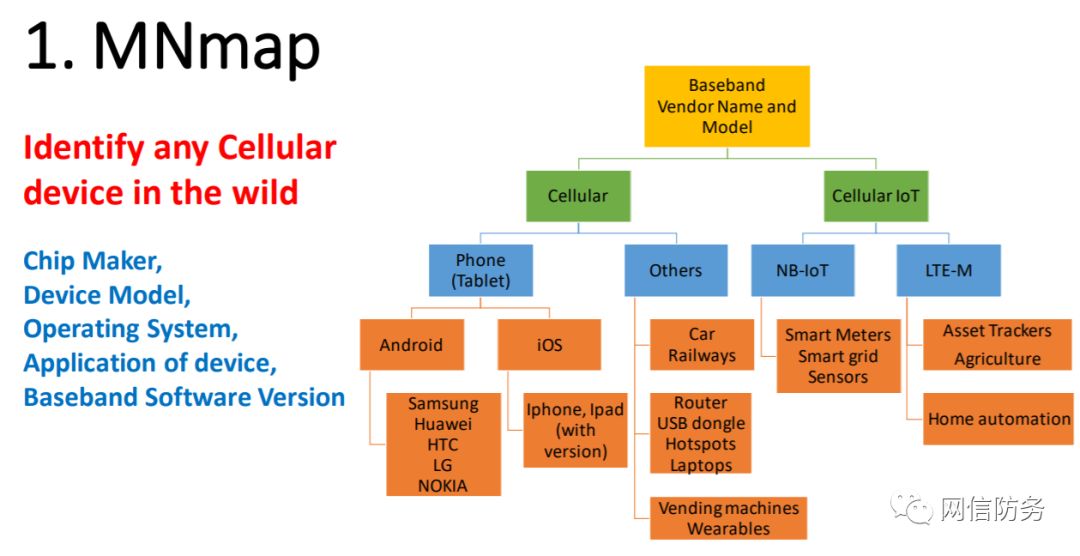 1. MNmap
Identify any Cellular
device in the wild
Chip Maker,
Device Model,
Operating System,
Application of device,
Baseband Software Version
Baseband
Vendor Name and
Model
Cellular
Cellular IoT
Phone
(Tablet)
Others
NB-IoT
LTE-M
Android
iOS
Car
Railways
Smart Meters
Smart grid
Sensors
Asset Trackers
Agriculture
Samsung
Huawei
HTC
LG
NOKIA
Iphone, Ipad
(with
version)
Router
USB dongle
Hotspots
Laptops
Home automation
Vending machines
Wearables
网信防务